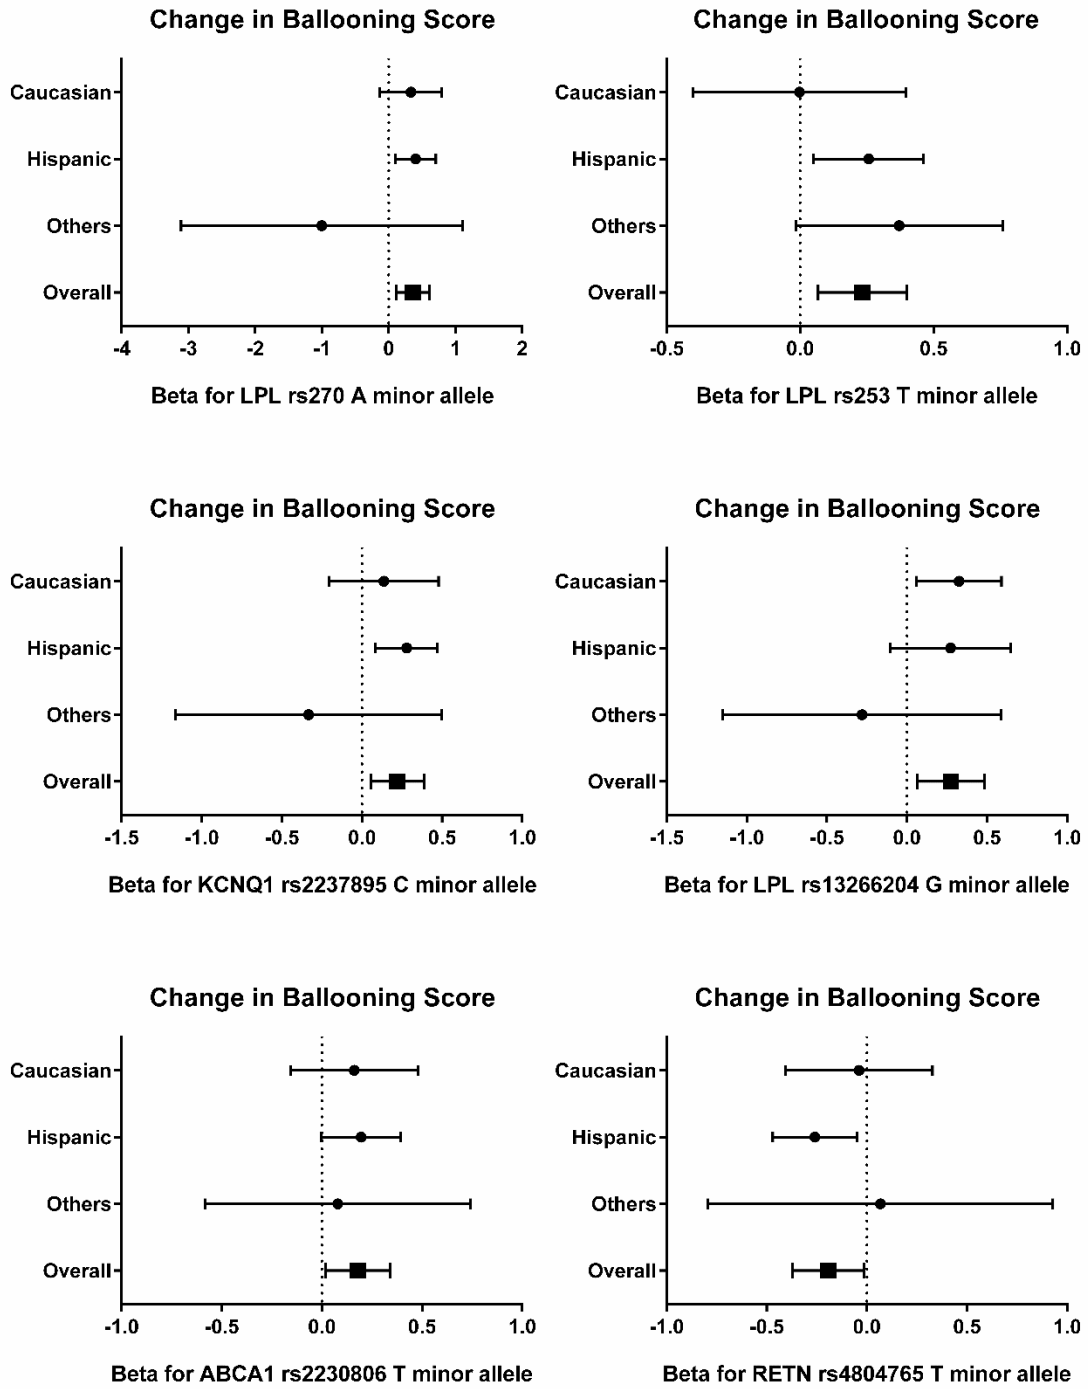 Change in Ballooning Score
Caucasian
Hispanic
Others
Overall
-4 -3 -2 -1 0 1 2
Beta for LPL rs270 A minor allele
Change in Ballooning Score
Caucasian
Hispanic
Others
Overall
-0.5 0.0 0.5 1.0
Beta for LPL rs253 T minor allele
Change in Ballooning Score
Caucasian
Hispanic
Others
Overall
-1.5 -1.0 -0.5 0.0 0.5 1.0
Beta for KCNQ1 rs2237895 C minor allele
Change in Ballooning Score
Caucasian
Hispanic
Others
Overall
-1.5 -1.0 -0.5 0.0 0.5 1.0
Beta for LPL rs13266204 G minor allele
Change in Ballooning Score
Caucasian
Hispanic
Others
Overall
-1.0 -0.5 0.0 0.5 1.0
Beta for ABCA1 rs2230806 T minor allele
Change in Ballooning Score
Caucasian
Hispanic
Others
Overall
-1.0 -0.5 0.0 0.5 1.0
Beta for RETN rs4804765 T minor allele